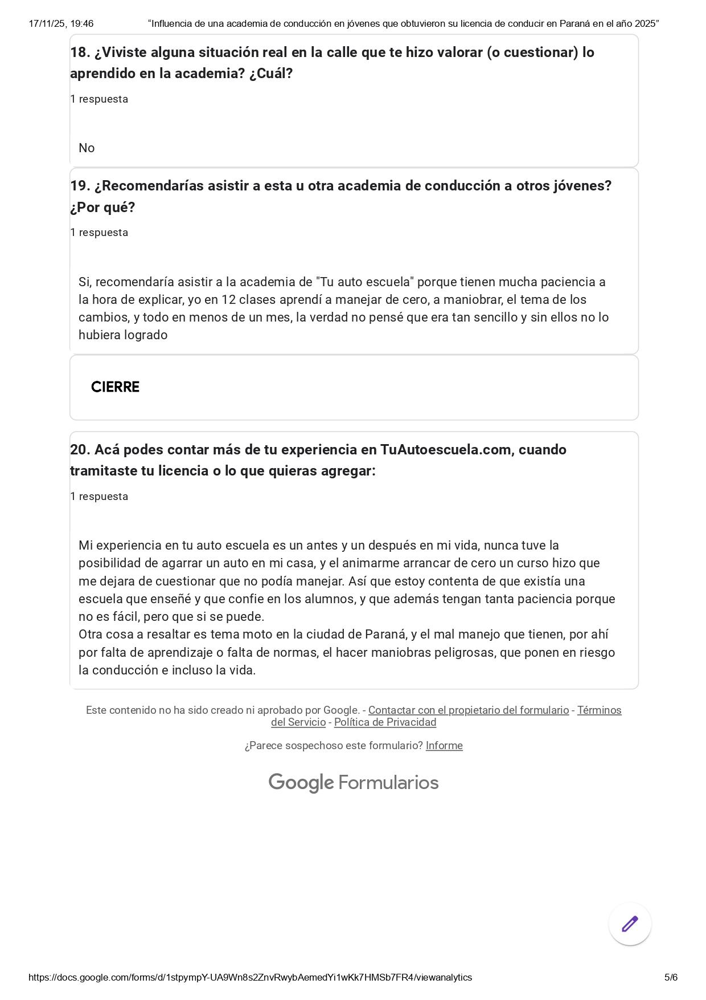 17/11/25, 19:46 “Influencia de una academia de conducción en jóvenes que obtuvieron su licencia de conducir en Paraná en el año 2025”
18. ¿Viviste alguna situación real en la calle que te hizo valorar (o cuestionar) lo
aprendido en la academia? ¿Cuál?
1 respuesta
No
19. ¿Recomendarías asistir a esta u otra academia de conducción a otros jóvenes?
¿Por qué?
1 respuesta
Si, recomendaría asistir a la academia de "Tu auto escuela" porque tienen mucha paciencia a
la hora de explicar, yo en 12 clases aprendí a manejar de cero, a maniobrar, el tema de los
cambios, y todo en menos de un mes, la verdad no pensé que era tan sencillo y sin ellos no lo
hubiera logrado
CIERRE
20. Acá podes contar más de tu experiencia en TuAutoescuela.com, cuando
tramitaste tu licencia o lo que quieras agregar:
1 respuesta
Mi experiencia en tu auto escuela es un antes y un después en mi vida, nunca tuve la
posibilidad de agarrar un auto en mi casa, y el animarme arrancar de cero un curso hizo que
me dejara de cuestionar que no podía manejar. Así que estoy contenta de que existía una
escuela que enseñé y que confie en los alumnos, y que además tengan tanta paciencia porque
no es fácil, pero que si se puede.
Otra cosa a resaltar es tema moto en la ciudad de Paraná, y el mal manejo que tienen, por ahí
por falta de aprendizaje o falta de normas, el hacer maniobras peligrosas, que ponen en riesgo
la conducción e incluso la vida.
Este contenido no ha sido creado ni aprobado por Google. - Contactar con el propietario del formulario - Términos
del Servicio - Política de Privacidad
¿Parece sospechoso este formulario? Informe
Google Formularios
https://docs.google.com/forms/d/1stpympY-UA9Wn8s2ZnvRwybAemedYi1wKk7HMSb7FR4/viewanalytics 5/6